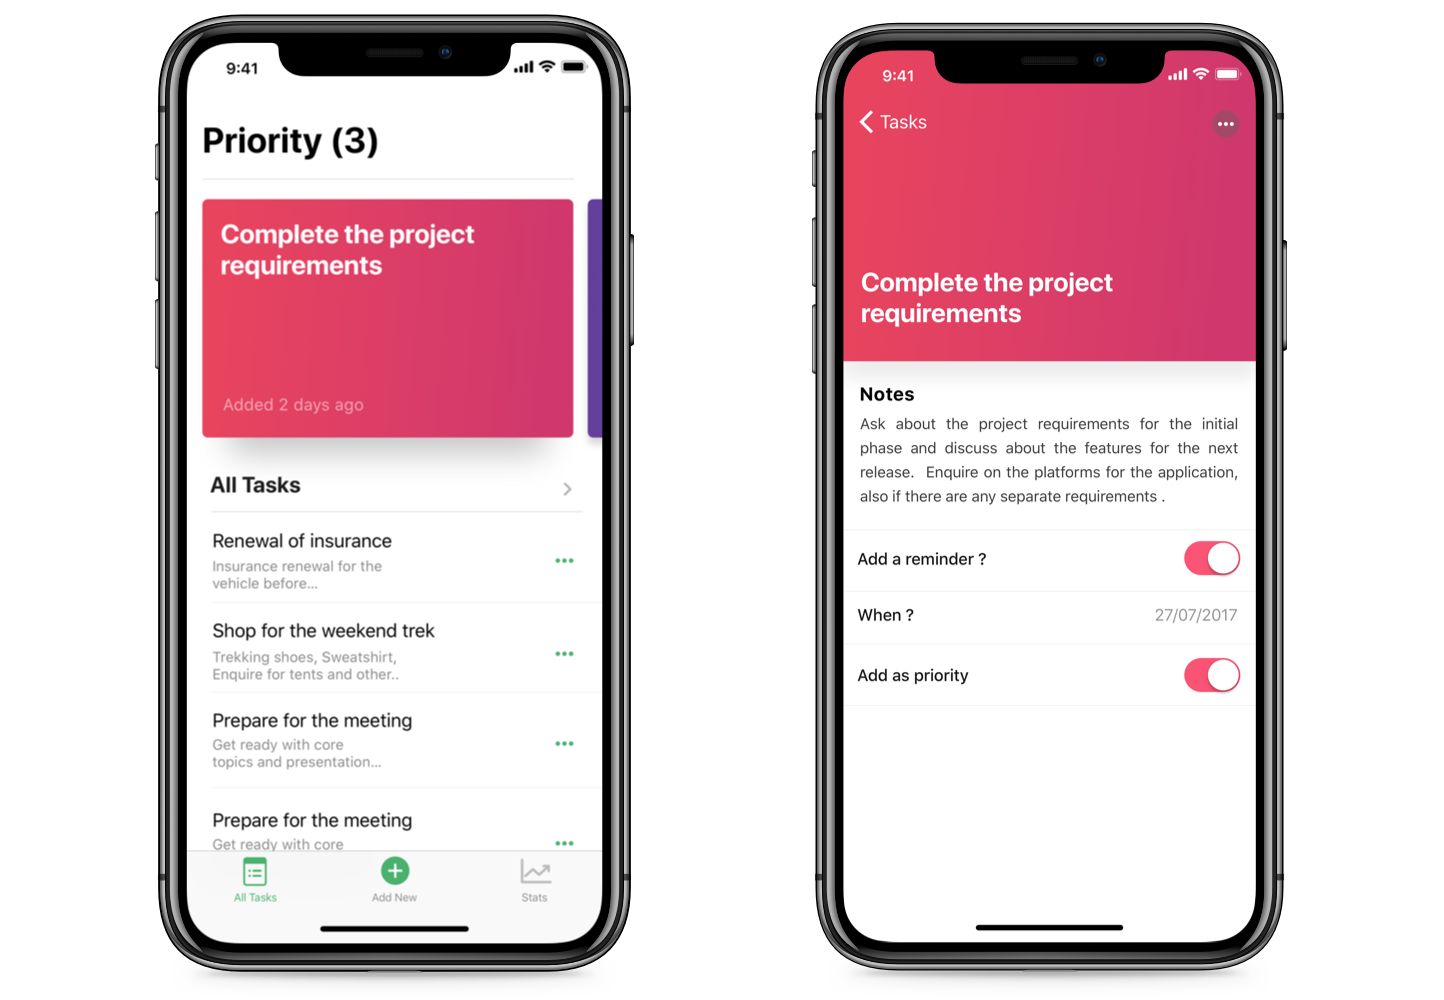 9:41
Priority (3)
Complete the project
requirements
Added 2 days ago
All Tasks
Renewal of insurance
Insurance renewal for the
vehicle before...
Shop for the weekend trek
Trekking shoes, Sweatshirt,
Enquire for tents and other..
Prepare for the meeting
Get ready with core
topics and presentation...
Prepare for the meeting
Get ready with core
All Tasks
Add New
Stats
9:41
Tasks
Complete the project
requirements
Notes
Ask about the project requirements for the initial
phase and discuss about the features for the next
release. Enquire on the platforms for the application,
also if there are any separate requirements .
Add a reminder ?
When ?
27/07/2017
Add as priority